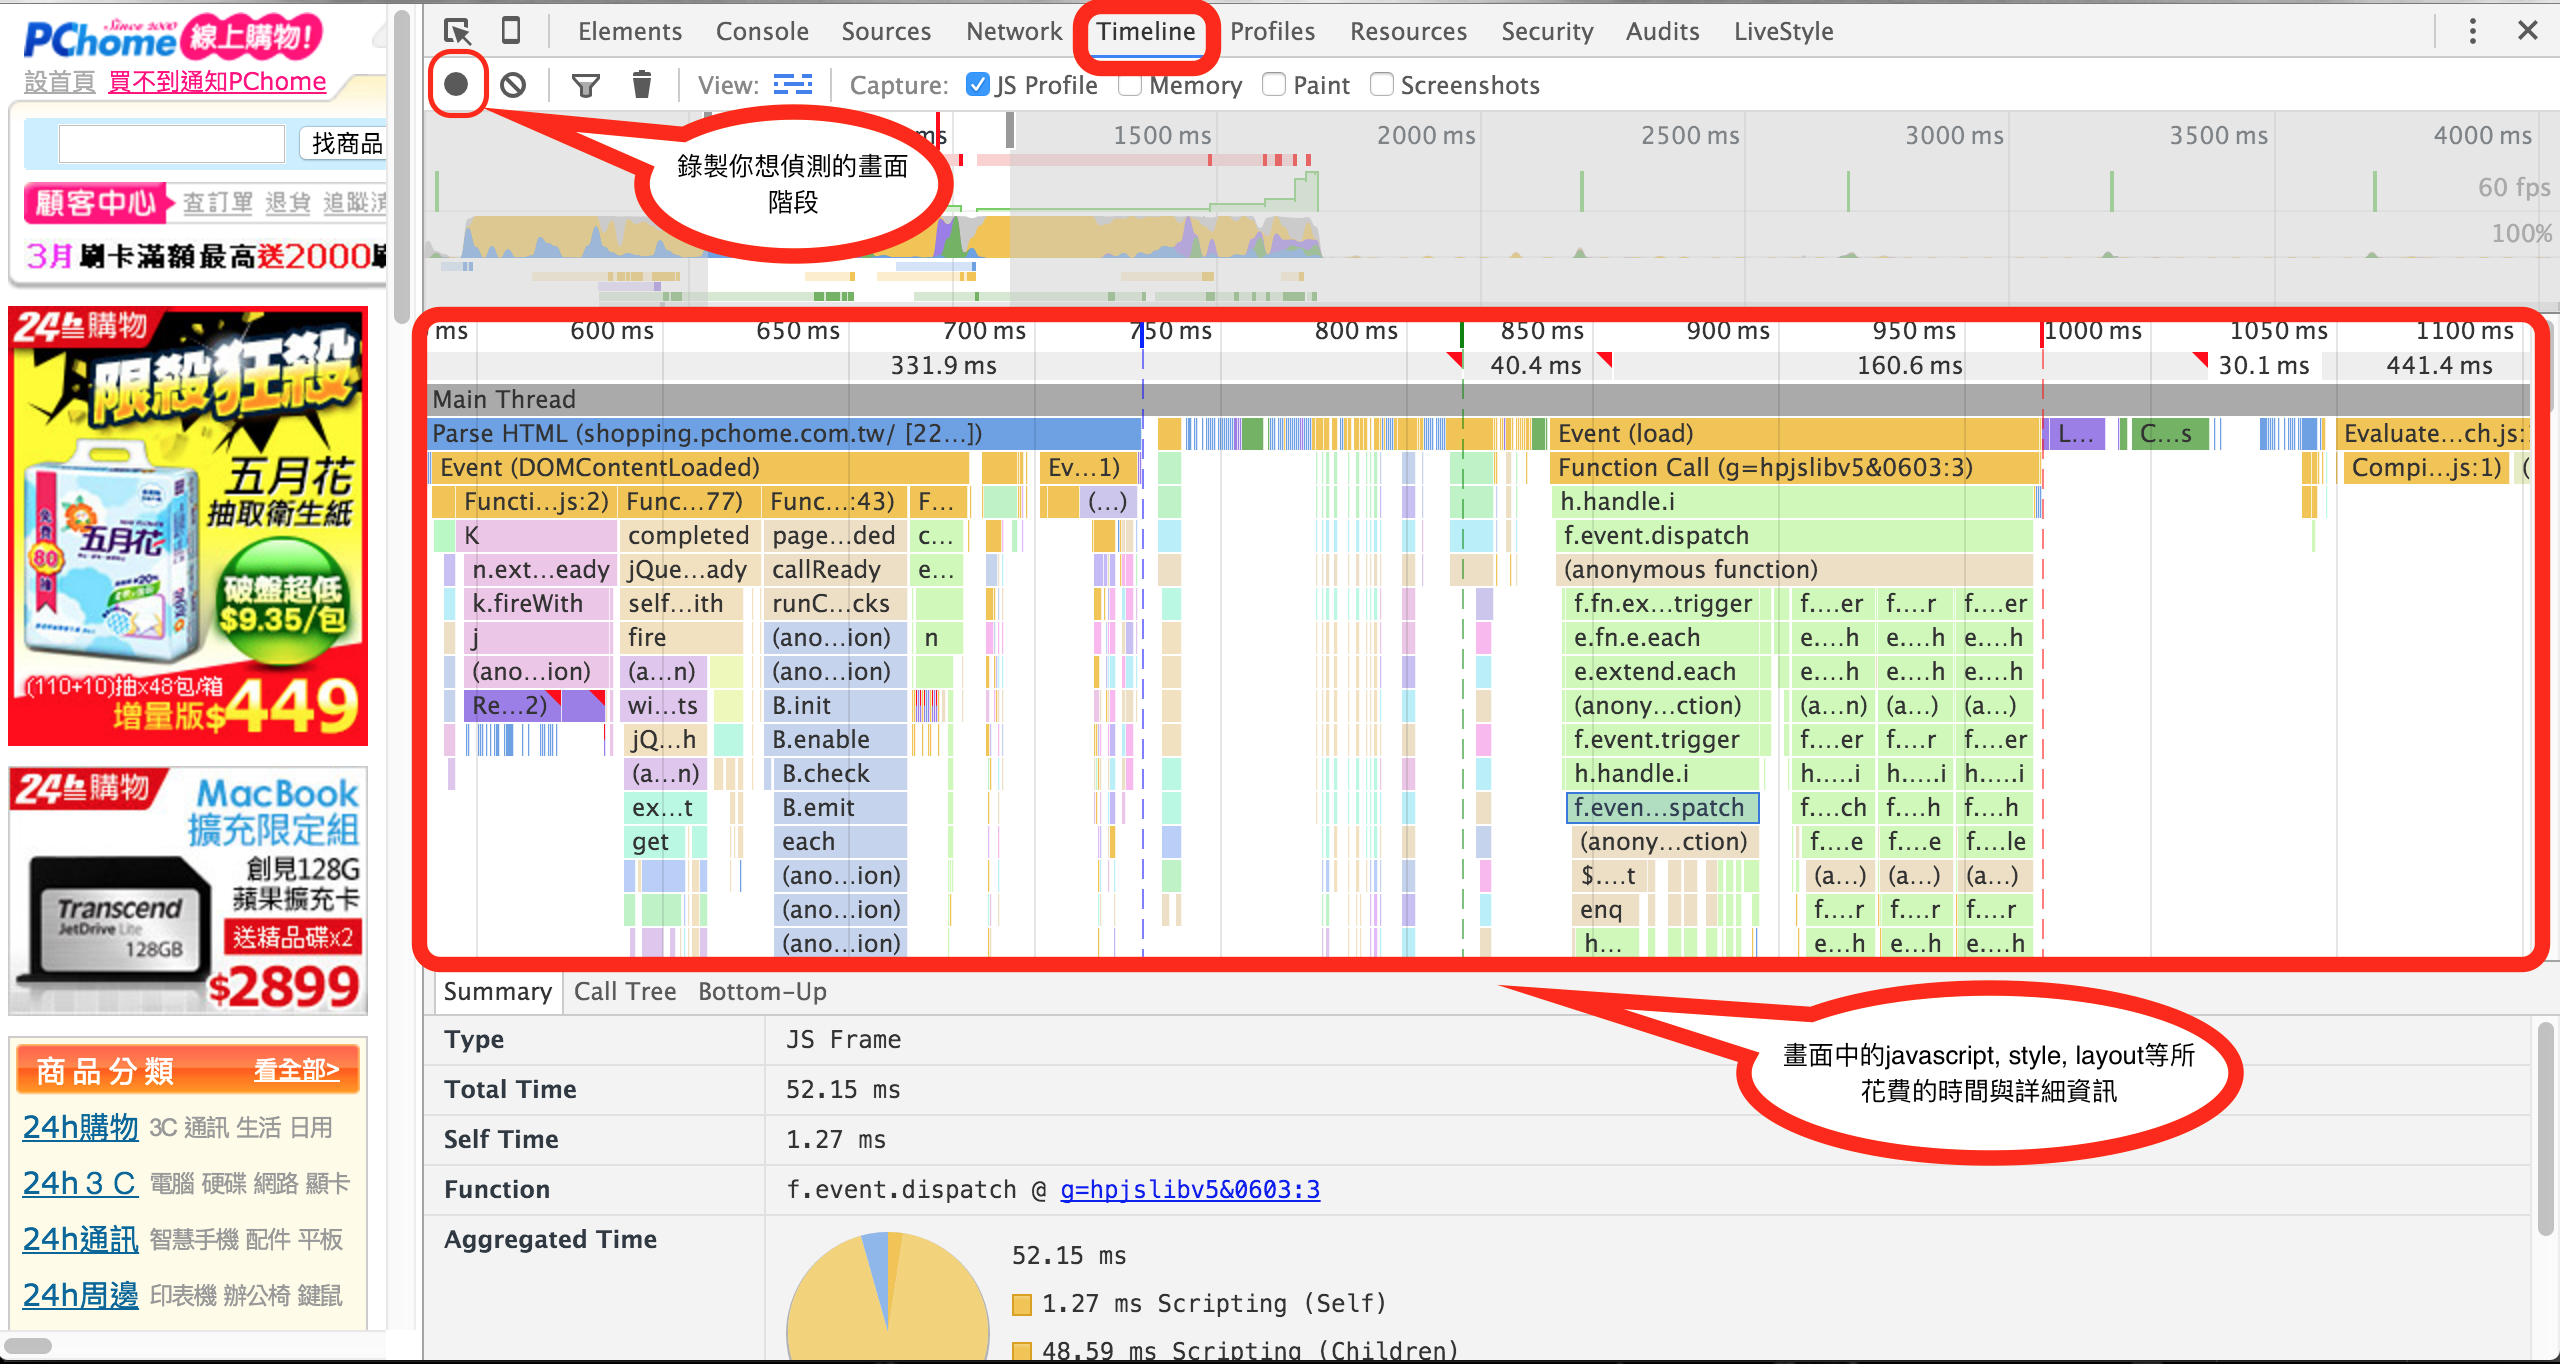 PChome Since 2000 線上購物!
設首頁 買不到通知PChome
找商品
顧客中心 查訂單 退貨 追蹤清
3月刷卡滿額最高送2000刷
24h購物
限殺狂殺
五月花
抽取衛生紙
五月花
80
破盤超低
$9.35/包
(110+10)抽x48包/箱
增量版$449
24h購物
MacBook
擴充限定組
創見128G
蘋果擴充卡
Transcend
JetDrive Lite
128GB
送精品碟x2
$2899
商品分類 看全部>
24h購物 3C 通訊 生活 日用
24h３Ｃ 電腦 硬碟 網路 顯卡
24h通訊 智慧手機 配件 平板
24h周邊 印表機 辦公椅 鍵鼠
Elements Console Sources Network Timeline Profiles Resources Security Audits LiveStyle
View: Capture: JS Profile Memory Paint Screenshots
ms 1500 ms 2000 ms 2500 ms 3000 ms 3500 ms 4000 ms
錄製你想偵測的畫面
階段
60 fps
100%
ms 600 ms 650 ms 700 ms 750 ms 800 ms 850 ms 900 ms 950 ms 1000 ms 1050 ms 1100 ms
331.9 ms 40.4 ms 160.6 ms 30.1 ms 441.4 ms
Main Thread
Parse HTML (shopping.pchome.com.tw/ [22…]) Event (load) L… C…s Evaluate…ch.js:
Event (DOMContentLoaded) Ev…1) Function Call (g=hpjslibv5&0603:3) Compi…js:1) (
Functi…js:2) Func…77) Func…:43) F… (…) h.handle.i
K completed page…ded c… f.event.dispatch
n.ext…eady jQue…ady callReady e… (anonymous function)
k.fireWith self…ith runC…cks f.fn.ex…trigger f.…er f.…r f.…er
j fire (ano…ion) n e.fn.e.each e.…h e.…h e.…h
(ano…ion) (a…n) (ano…ion) e.extend.each e.…h e.…h e.…h
Re…2) wi…ts B.init (anony…ction) (a…n) (a…) (a…)
jQ…h B.enable f.event.trigger f.…er f.…r f.…er
(a…n) B.check h.handle.i h.….i h.….i h.….i
ex…t B.emit f.even…spatch f.…ch f.…h f.…h
get each (anony…ction) f.…e f.…e f.…le
(ano…ion) $.…t (a…) (a…) (a…)
(ano…ion) enq f.…r f.…r f.…r
(ano…ion) h… e…h e…h e.…h
Summary Call Tree Bottom-Up
Type JS Frame
Total Time 52.15 ms
Self Time 1.27 ms
Function f.event.dispatch @ g=hpjslibv5&0603:3
Aggregated Time
52.15 ms
1.27 ms Scripting (Self)
48.59 ms Scripting (Children)
畫面中的javascript, style, layout等所
花費的時間與詳細資訊